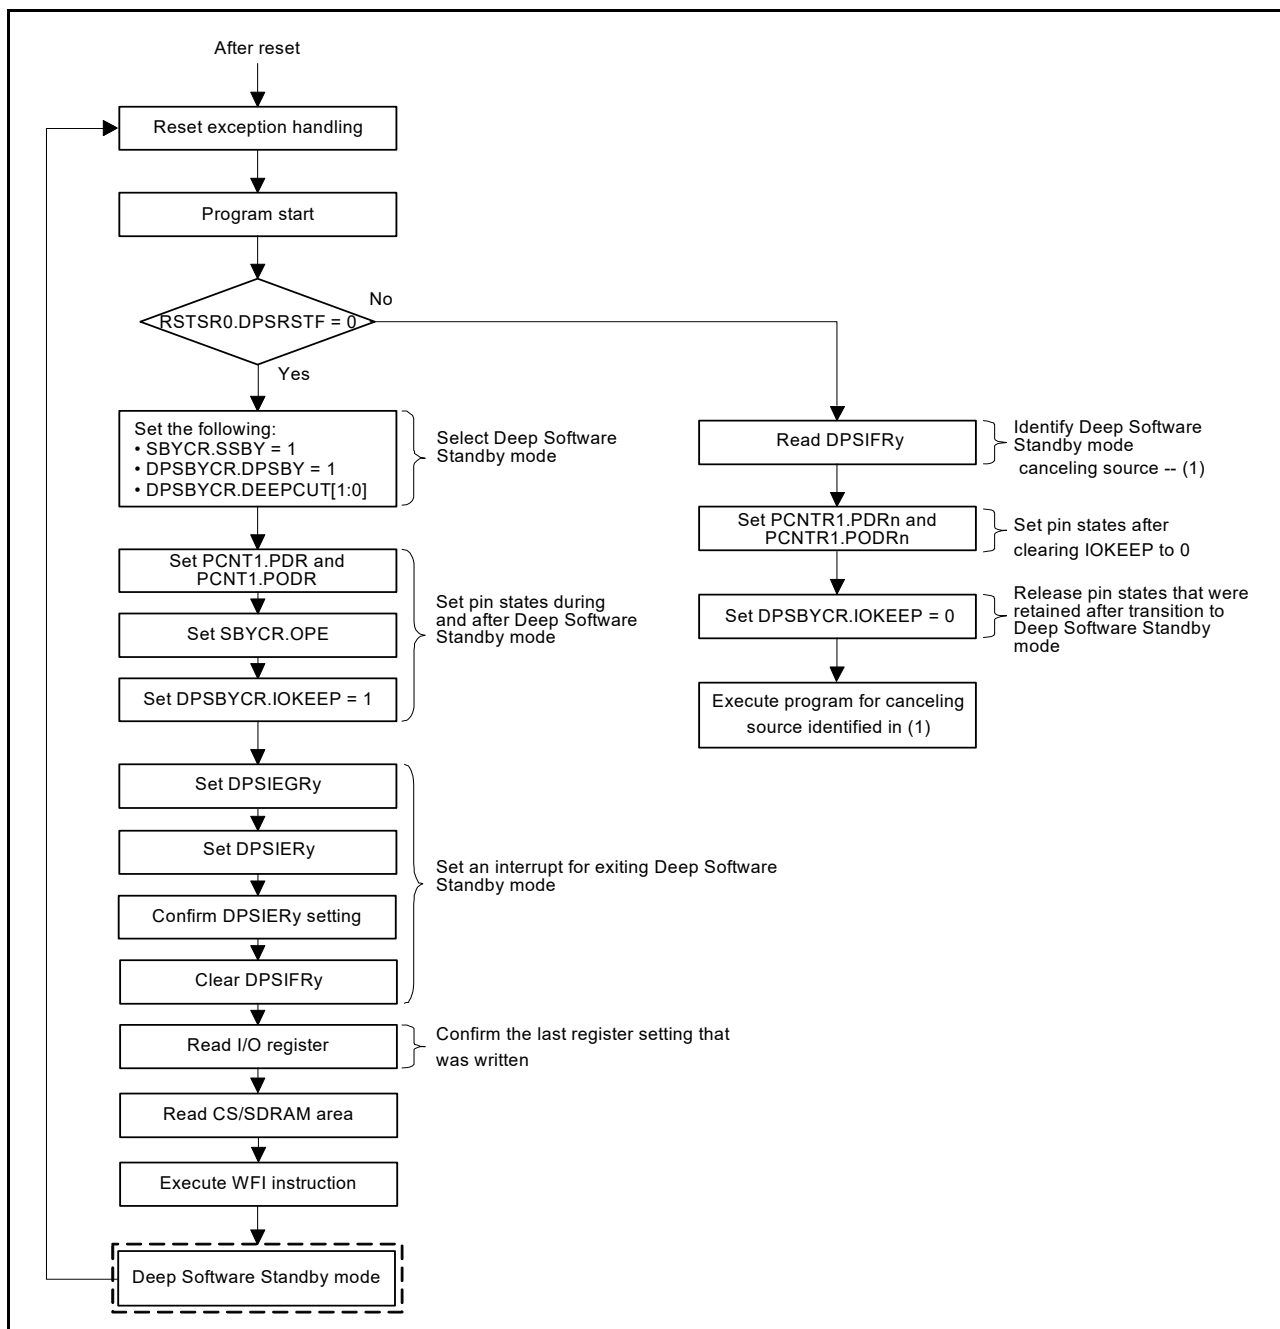 After reset
Reset exception handling
Program start
RSTSR0.DPSRSTF = 0
No
Yes
Set the following:
• SBYCR.SSBY = 1
• DPSBYCR.DPSBY = 1
• DPSBYCR.DEEPCUT[1:0]
Select Deep Software
Standby mode
Set PCNT1.PDR and
PCNT1.PODR
Set SBYCR.OPE
Set DPSBYCR.IOKEEP = 1
Set pin states during
and after Deep Software
Standby mode
Set DPSIEGRy
Set DPSIERy
Confirm DPSIERy setting
Clear DPSIFRy
Set an interrupt for exiting Deep Software
Standby mode
Read I/O register
Confirm the last register setting that
was written
Read CS/SDRAM area
Execute WFI instruction
Deep Software Standby mode
Read DPSIFRy
Identify Deep Software
Standby mode
canceling source -- (1)
Set PCNTR1.PDRn and
PCNTR1.PODRn
Set pin states after
clearing IOKEEP to 0
Set DPSBYCR.IOKEEP = 0
Release pin states that were
retained after transition to
Deep Software Standby
mode
Execute program for canceling
source identified in (1)